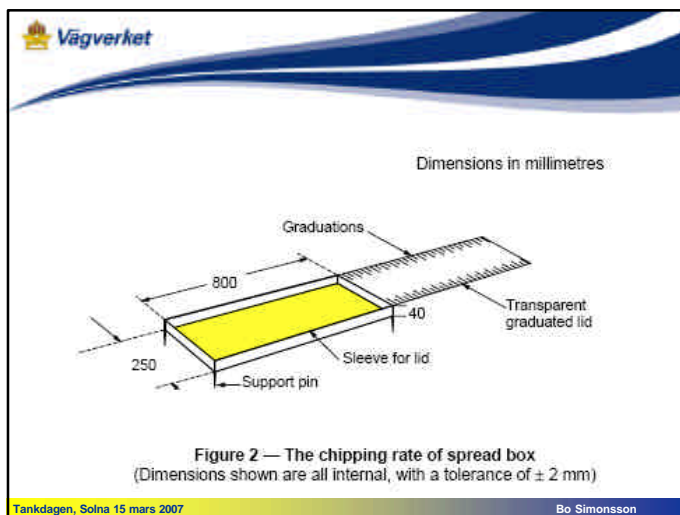 Vägverket
Dimensions in millimetres
Graduations
800
Transparent
graduated lid
40
Sleeve for lid
250
Support pin
Figure 2 — The chipping rate of spread box
(Dimensions shown are all internal, with a tolerance of ± 2 mm)
Tankdagen, Solna 15 mars 2007
Bo Simonsson